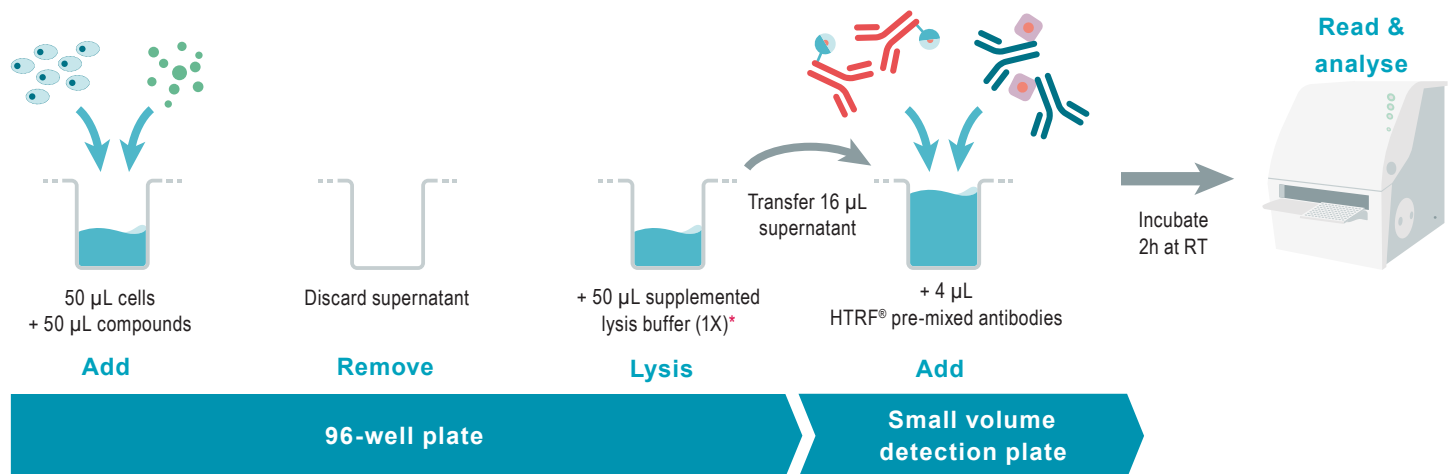 50 µL cells
+ 50 µL compounds
Add
Discard supernatant
Remove
+ 50 µL supplemented
lysis buffer (1X)*
Lysis
Transfer 16 µL
supernatant
+ 4 µL
HTRF® pre-mixed antibodies
Add
Incubate
2h at RT
Read &
analyse
96-well plate
Small volume
detection plate